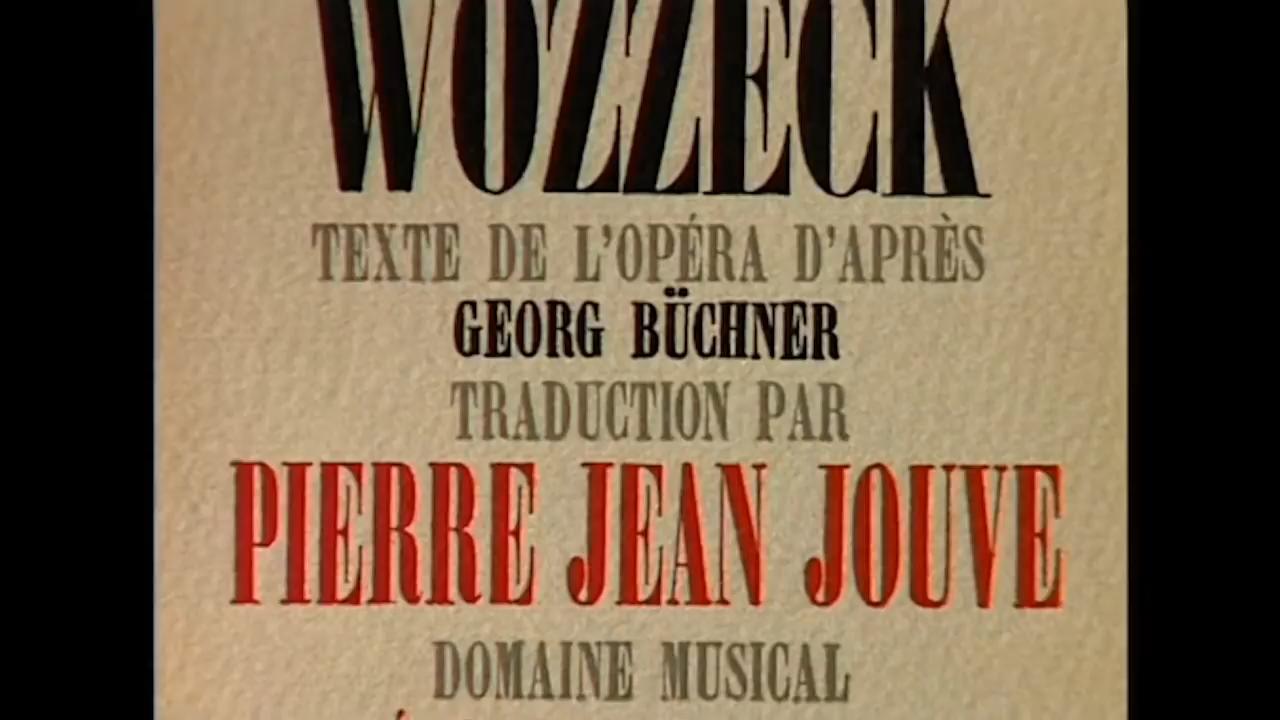 WOZZECK
TEXTE DE L'OPÉRA D'APRÈS
GEORG BÜCHNER
TRADUCTION PAR
PIERRE JEAN JOUVE
DOMAINE MUSICAL